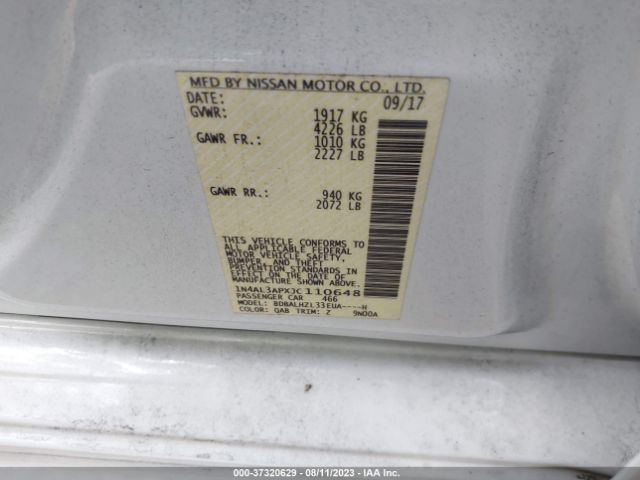 MFD BY NISSAN MOTOR CO., LTD.
DATE: 09/17
GVWR: 1917 KG
4226 LB
GAWR FR.: 1010 KG
2227 LB
GAWR RR.: 940 KG
2072 LB
THIS VEHICLE CONFORMS TO
ALL APPLICABLE FEDERAL
MOTOR VEHICLE SAFETY,
BUMPER, AND THEFT
PREVENTION STANDARDS
IN EFFECT ON THE DATE OF
MANUFACTURE SHOWN ABOVE.
1N4AL3APXJC110648
PASSENGER CAR 466
MODEL: BDBALHZL33EUA----H
COLOR: QAB TRIM: Z 9N00A
000-37320629 - 08/11/2023 - IAA Inc.